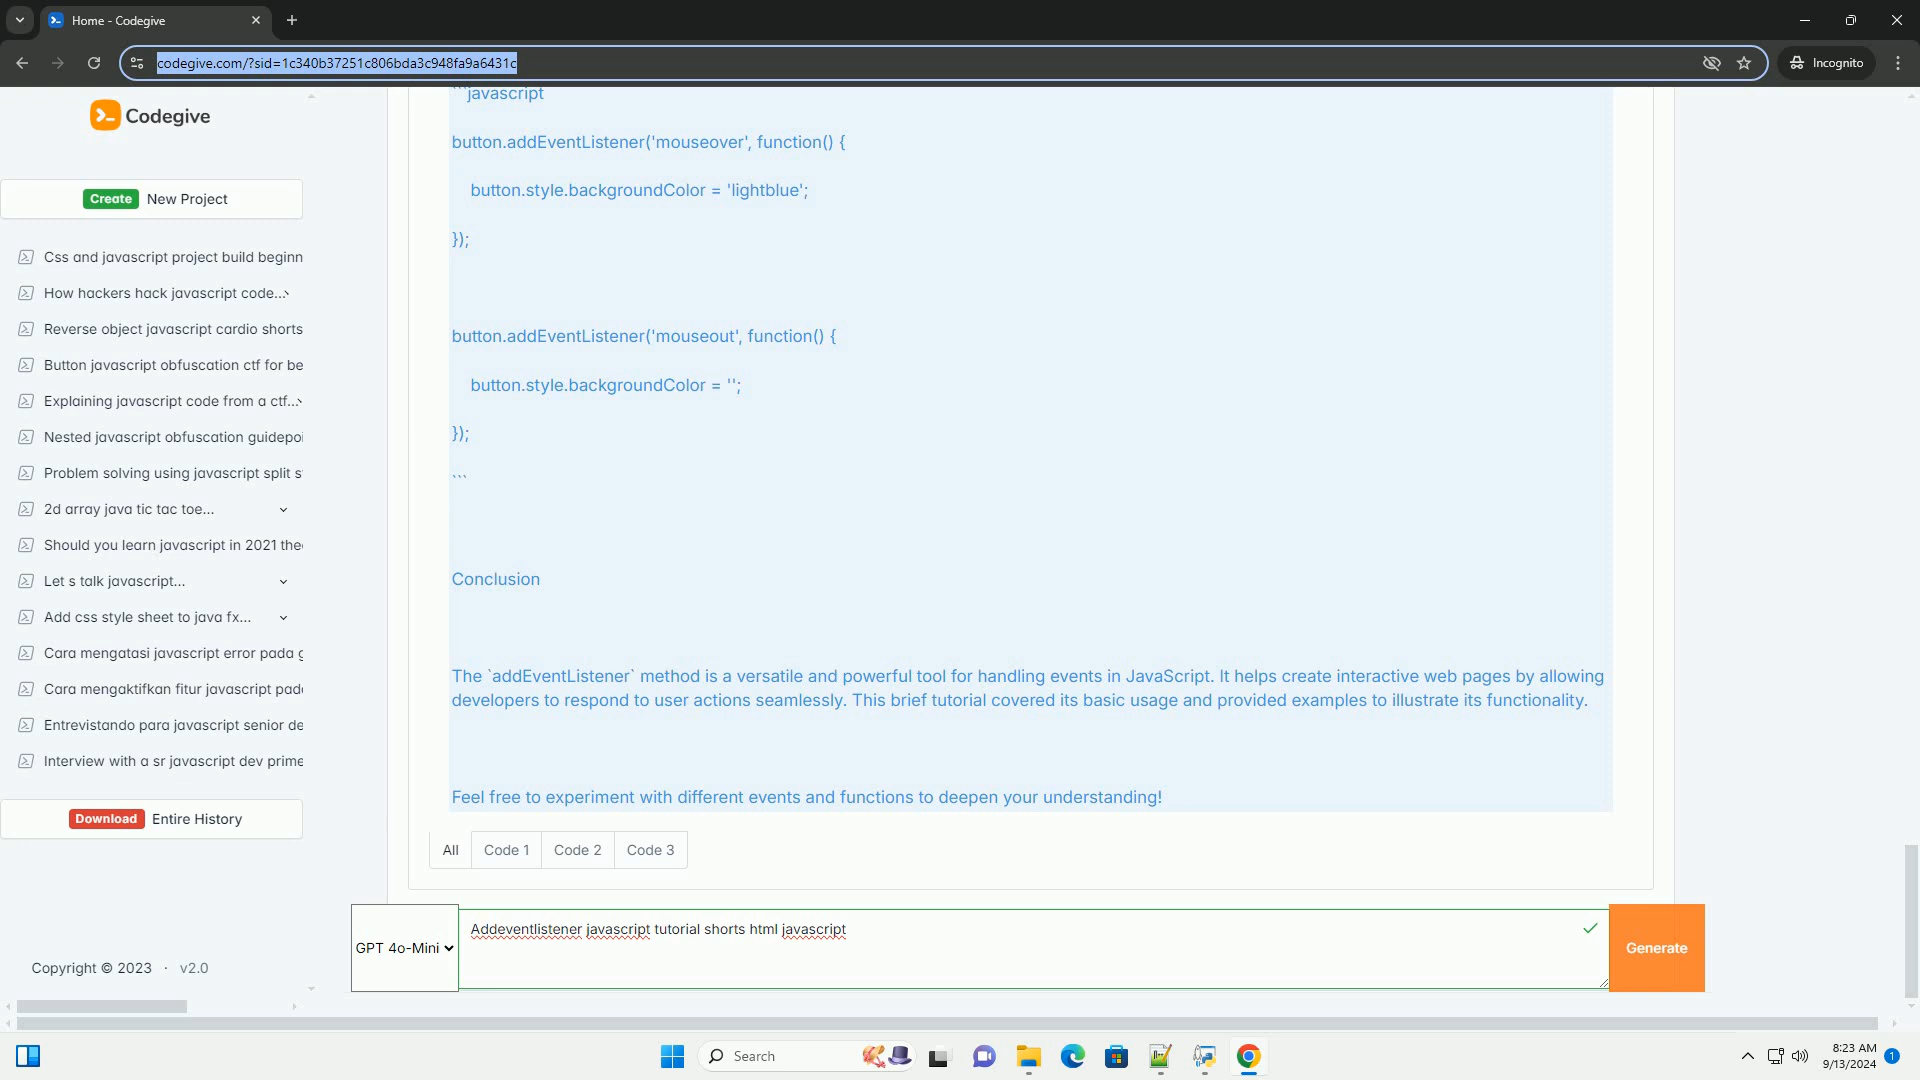 Home - Codegive
codegive.com/?sid=1c340b37251c806bda3c948fa9a6431c
Incognito
Codegive
Create New Project
Css and javascript project build beginn
How hackers hack javascript code...
Reverse object javascript cardio shorts
Button javascript obfuscation ctf for be
Explaining javascript code from a ctf...
Nested javascript obfuscation guidepoi
Problem solving using javascript split s
2d array java tic tac toe...
Should you learn javascript in 2021 the
Let s talk javascript...
Add css style sheet to java fx...
Cara mengatasi javascript error pada g
Cara mengaktifkan fitur javascript pad
Entrevistando para javascript senior de
Interview with a sr javascript dev prime
Download Entire History
Copyright © 2023 · v2.0
```javascript
button.addEventListener('mouseover', function() {
button.style.backgroundColor = 'lightblue';
});
button.addEventListener('mouseout', function() {
button.style.backgroundColor = '';
});
```
Conclusion
The `addEventListener` method is a versatile and powerful tool for handling events in JavaScript. It helps create interactive web pages by allowing
developers to respond to user actions seamlessly. This brief tutorial covered its basic usage and provided examples to illustrate its functionality.
Feel free to experiment with different events and functions to deepen your understanding!
All Code 1 Code 2 Code 3
GPT 4o-Mini
Addeventlistener javascript tutorial shorts html javascript
Generate
Search
8:23 AM
9/13/2024
1